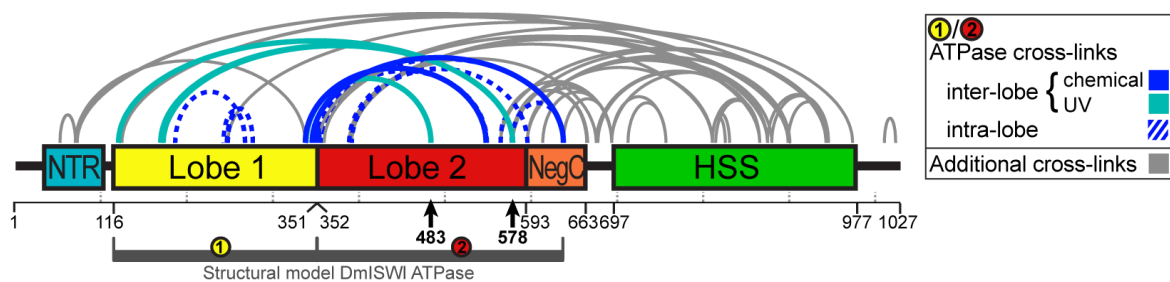 1/2
ATPase cross-links
inter-lobe { chemical
UV
intra-lobe
Additional cross-links
NTR Lobe 1 Lobe 2 NegC HSS
1 116 351 352 483 578 593 663 697 977 1027
1 2
Structural model DmISWI ATPase